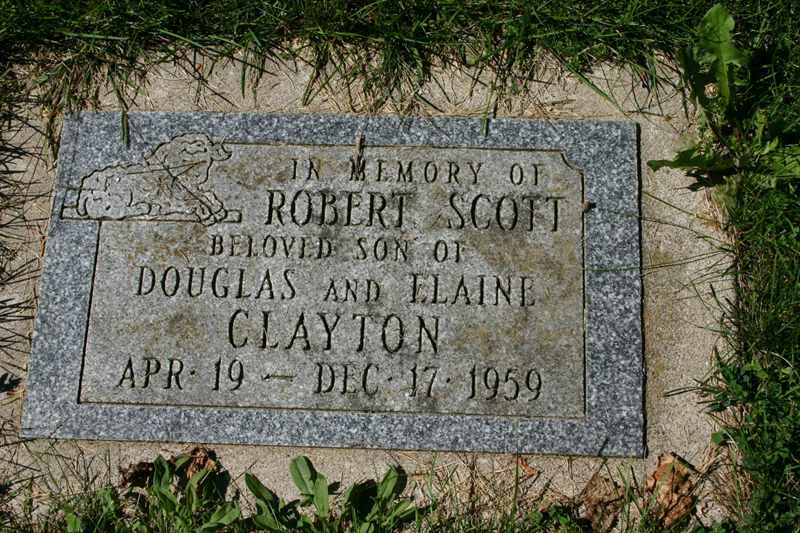 IN MEMORY OF
ROBERT SCOTT
BELOVED SON OF
DOUGLAS AND ELAINE
CLAYTON
APR · 19 — DEC · 17 · 1959